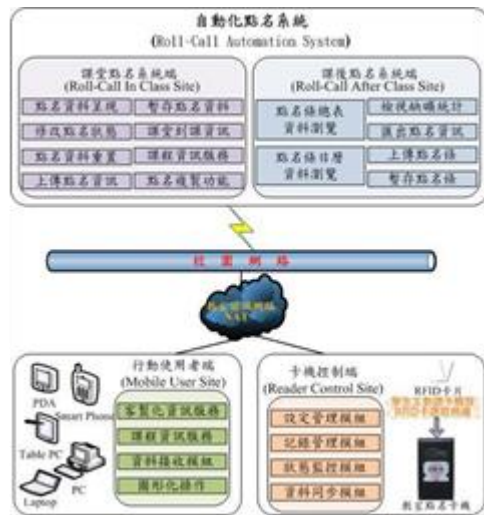 自動化點名系統
(Roll-Call Automation System)
課堂點名系統端
(Roll-Call In Class Site)
點名資料呈現
暫存點名資料
修改點名狀態
課堂到課資訊
點名資料重置
課程資訊服務
上傳點名資訊
點名複製功能
課後點名系統端
(Roll-Call After Class Site)
點名條總表
資料瀏覽
檢視缺曠統計
匯出點名資訊
點名條日曆
資料瀏覽
上傳點名條
暫存點名條
校園網路
NAT
行動使用者端
(Mobile User Site)
PDA
Smart Phone
Table PC
PC
Laptop
客製化資訊服務
課程資訊服務
資料接收模組
圖形化操作
卡機控制端
(Reader Control Site)
設定管理模組
記錄管理模組
狀態監控模組
資料同步模組
RFID卡片
教室點名卡機